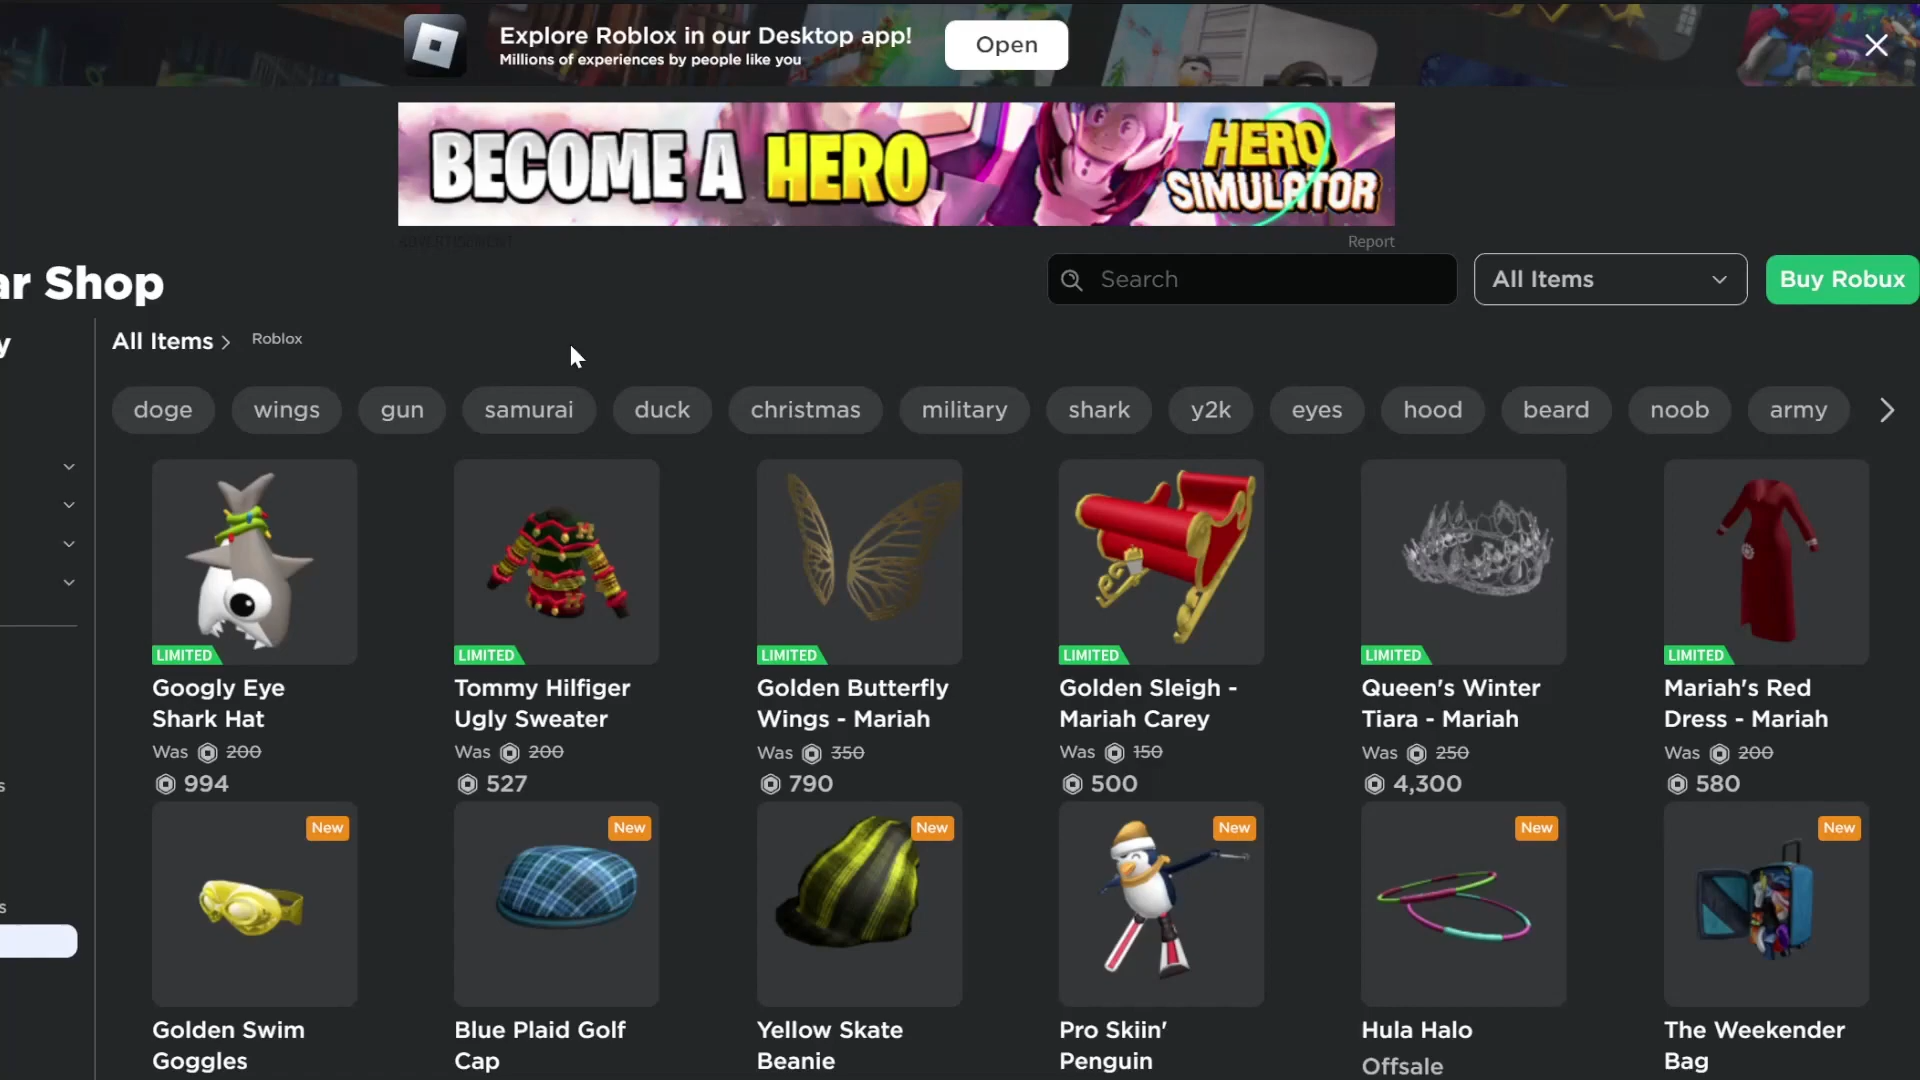 Explore Roblox in our Desktop app!
Millions of experiences by people like you
Open
BECOME A HERO
HERO
SIMULATOR
ADVERTISEMENT
Report
ar Shop
Search
All Items
Buy Robux
y
All Items
Roblox
doge
wings
gun
samurai
duck
christmas
military
shark
y2k
eyes
hood
beard
noob
army
LIMITED
LIMITED
LIMITED
LIMITED
LIMITED
LIMITED
Googly Eye
Shark Hat
Was 200
994
Tommy Hilfiger
Ugly Sweater
Was 200
527
Golden Butterfly
Wings - Mariah
Was 350
790
Golden Sleigh -
Mariah Carey
Was 150
500
Queen's Winter
Tiara - Mariah
Was 250
4,300
Mariah's Red
Dress - Mariah
Was 200
580
s
s
New
New
New
New
New
New
Golden Swim
Goggles
Blue Plaid Golf
Cap
Yellow Skate
Beanie
Pro Skiin'
Penguin
Hula Halo
Offsale
The Weekender
Bag